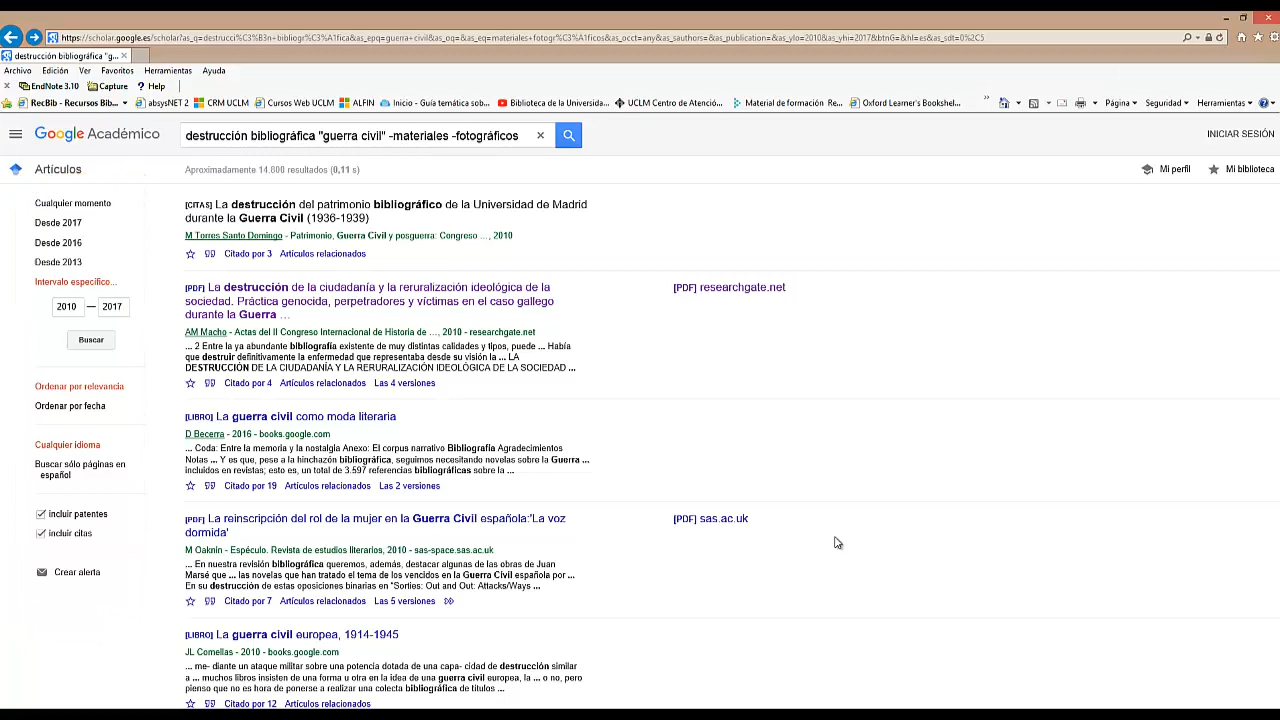 https://scholar.google.es/scholar?as_q=destrucci%C3%B3n+bibliogr%C3%A1fica&as_epq=guerra+civil&as_oq=&as_eq=materiales+fotogr%C3%A1ficos&as_occt=any&as_sauthors=&as_publication=&as_ylo=2010&as_yhi=2017&btnG=&hl=es&as_sdt=0%2C5
destrucción bibliográfica "g...
Archivo Edición Ver Favoritos Herramientas Ayuda
EndNote 3.10 Capture ? Help
RecBib - Recursos Bib... absysNET 2 CRM UCLM Cursos Web UCLM ALFIN Inicio - Guía temática sob... Biblioteca de la Universida... UCLM Centro de Atenció... Material de formación Re... Oxford Learner's Bookshel... » Página Seguridad Herramientas
Google Académico
destrucción bibliográfica "guerra civil" -materiales -fotográficos
INICIAR SESIÓN
Artículos
Aproximadamente 14.800 resultados (0,11 s)
Mi perfil
Mi biblioteca
Cualquier momento
Desde 2017
Desde 2016
Desde 2013
Intervalo específico...
2010 — 2017
Buscar
Ordenar por relevancia
Ordenar por fecha
Cualquier idioma
Buscar sólo páginas en
español
incluir patentes
incluir citas
Crear alerta
[CITAS] La destrucción del patrimonio bibliográfico de la Universidad de Madrid
durante la Guerra Civil (1936-1939)
M Torres Santo Domingo - Patrimonio, Guerra Civil y posguerra: Congreso ..., 2010
Citado por 3 Artículos relacionados
[PDF] La destrucción de la ciudadanía y la reruralización ideológica de la
sociedad. Práctica genocida, perpetradores y víctimas en el caso gallego
durante la Guerra ...
[PDF] researchgate.net
AM Macho - Actas del II Congreso Internacional de Historia de ..., 2010 - researchgate.net
... 2 Entre la ya abundante bibliografía existente de muy distintas calidades y tipos, puede ... Había
que destruir definitivamente la enfermedad que representaba desde su visión la ... LA
DESTRUCCIÓN DE LA CIUDADANÍA Y LA RERURALIZACIÓN IDEOLÓGICA DE LA SOCIEDAD ...
Citado por 4 Artículos relacionados Las 4 versiones
[LIBRO] La guerra civil como moda literaria
D Becerra - 2016 - books.google.com
... Coda: Entre la memoria y la nostalgia Anexo: El corpus narrativo Bibliografía Agradecimientos
Notas ... Y es que, pese a la hinchazón bibliográfica, seguimos necesitando novelas sobre la Guerra ...
incluidos en revistas; esto es, un total de 3.597 referencias bibliográficas sobre la ...
Citado por 19 Artículos relacionados Las 2 versiones
[PDF] La reinscripción del rol de la mujer en la Guerra Civil española:'La voz
dormida'
[PDF] sas.ac.uk
M Oaknin - Espéculo. Revista de estudios literarios, 2010 - sas-space.sas.ac.uk
... En nuestra revisión bibliográfica queremos, además, destacar algunas de las obras de Juan
Marsé que ... las novelas que han tratado el tema de los vencidos en la Guerra Civil española por ...
En su destrucción de estas oposiciones binarias en "Sorties: Out and Out: Attacks/Ways ...
Citado por 7 Artículos relacionados Las 5 versiones
[LIBRO] La guerra civil europea, 1914-1945
JL Comellas - 2010 - books.google.com
... me- diante un ataque militar sobre una potencia dotada de una capa- cidad de destrucción similar
a ... muchos libros insisten de una forma u otra en la idea de una guerra civil europea, la ... o no, pero
pienso que no es hora de ponerse a realizar una colecta bibliográfica de títulos ...
Citado por 12 Artículos relacionados